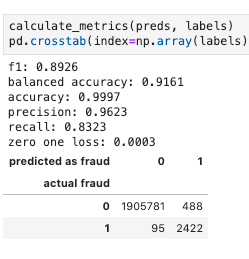 calculate_metrics(preds, labels)
pd.crosstab(index=np.array(labels)
f1: 0.8926
balanced accuracy: 0.9161
accuracy: 0.9997
precision: 0.9623
recall: 0.8323
zero one loss: 0.0003
predicted as fraud 0 1
actual fraud
0 1905781 488
1 95 2422